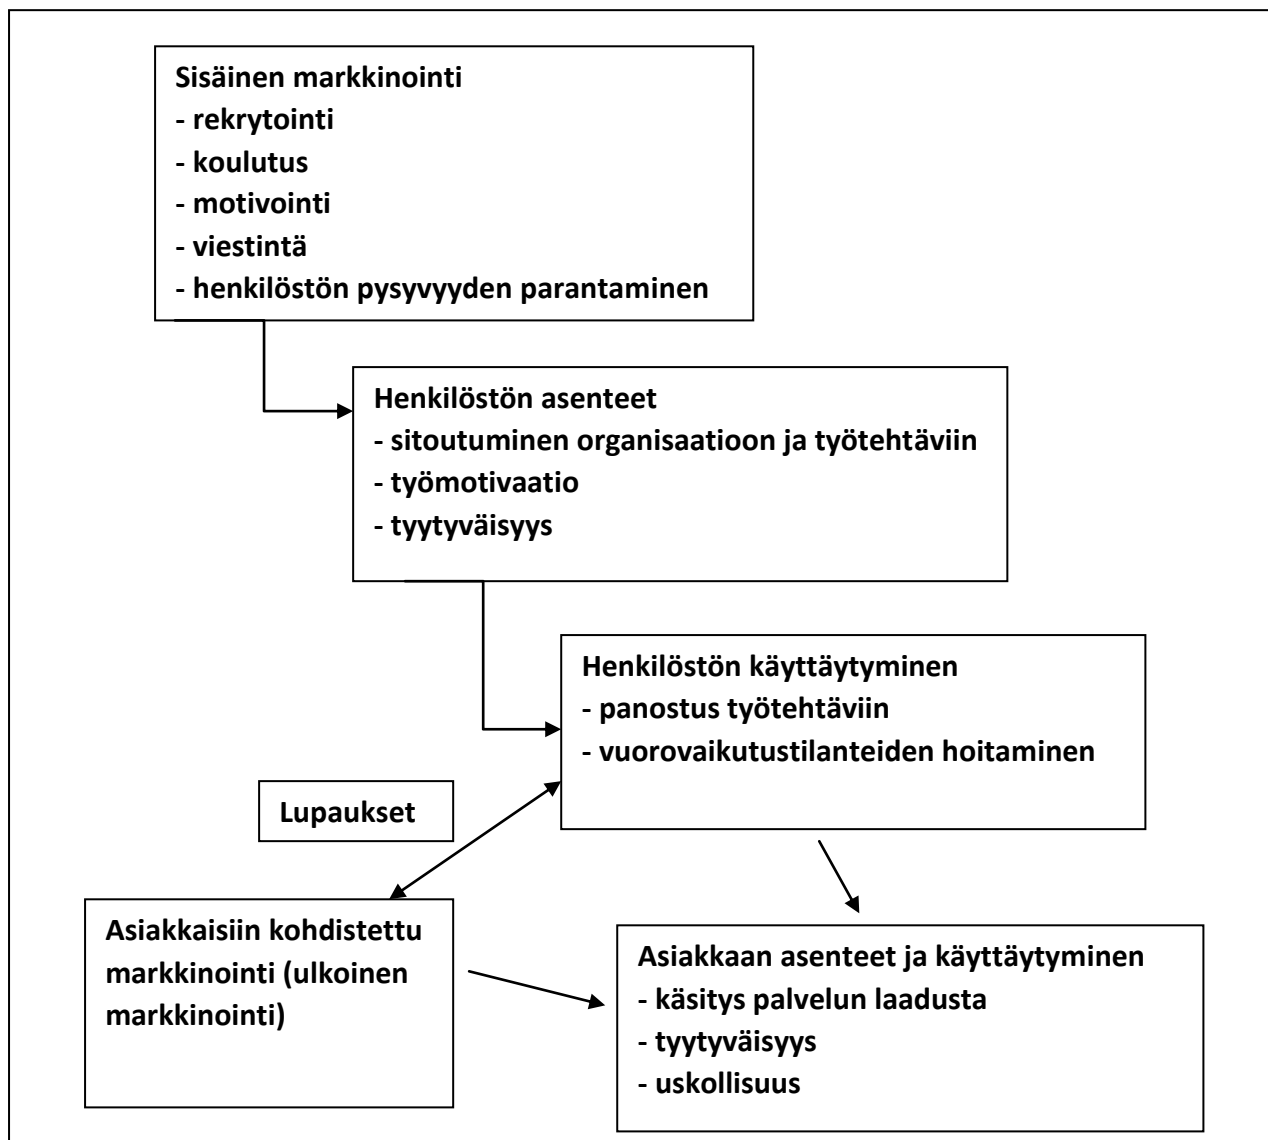 Sisäinen markkinointi
- rekrytointi
- koulutus
- motivointi
- viestintä
- henkilöstön pysyvyyden parantaminen
Henkilöstön asenteet
- sitoutuminen organisaatioon ja työtehtäviin
- työmotivaatio
- tyytyväisyys
Henkilöstön käyttäytyminen
- panostus työtehtäviin
- vuorovaikutustilanteiden hoitaminen
Lupaukset
Asiakkaisiin kohdistettu
markkinointi (ulkoinen
markkinointi)
Asiakkaan asenteet ja käyttäytyminen
- käsitys palvelun laadusta
- tyytyväisyys
- uskollisuus